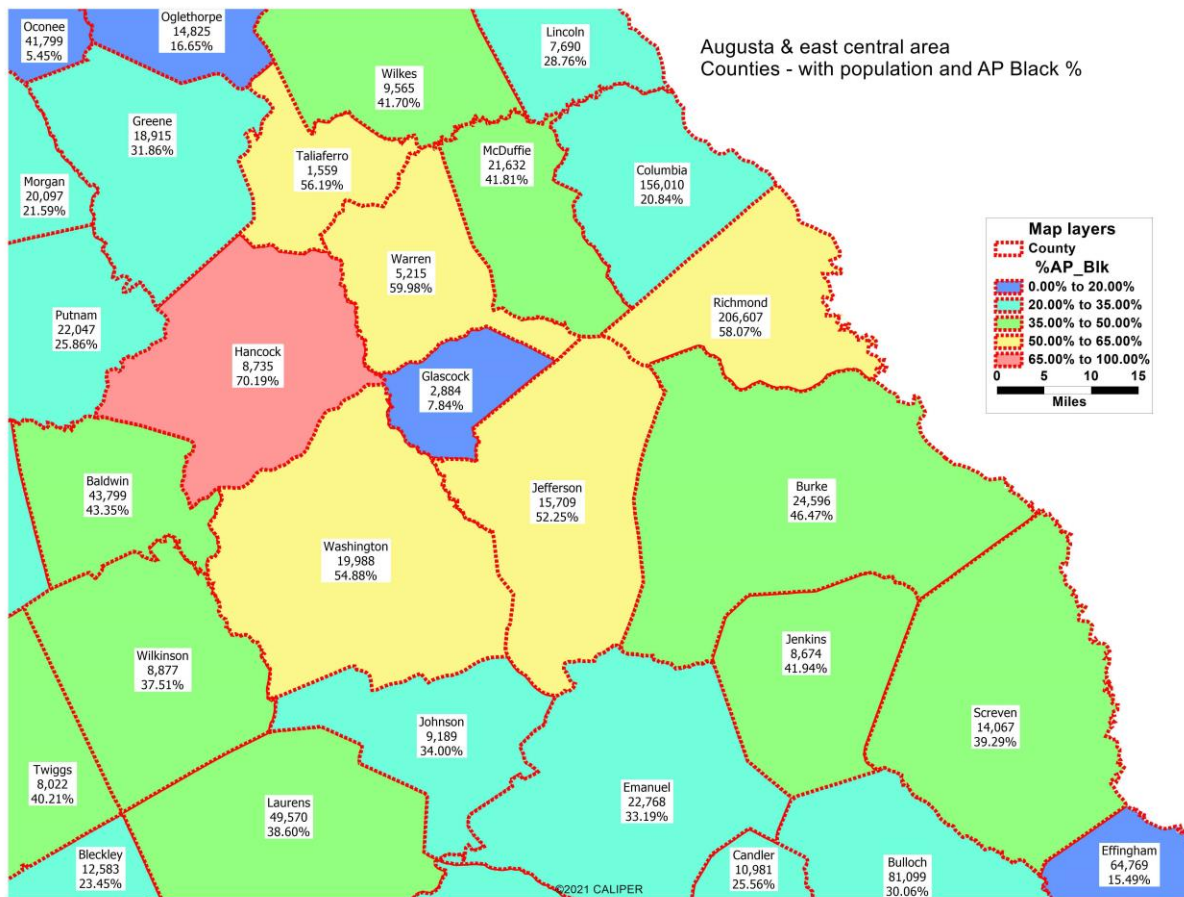 Augusta & east central area
Counties - with population and AP Black %
Oconee
41,799
5.45%
Oglethorpe
14,825
16.65%
Wilkes
9,565
41.70%
Lincoln
7,690
28.76%
Greene
18,915
31.86%
Taliaferro
1,559
56.19%
McDuffie
21,632
41.81%
Columbia
156,010
20.84%
Morgan
20,097
21.59%
Warren
5,215
59.98%
Richmond
206,607
58.07%
Map layers
County
%AP_Blk
0.00% to 20.00%
20.00% to 35.00%
35.00% to 50.00%
50.00% to 65.00%
65.00% to 100.00%
0 5 10 15
Miles
Putnam
22,047
25.86%
Hancock
8,735
70.19%
Glascock
2,884
7.84%
Baldwin
43,799
43.35%
Jefferson
15,709
52.25%
Burke
24,596
46.47%
Washington
19,988
54.88%
Wilkinson
8,877
37.51%
Jenkins
8,674
41.94%
Johnson
9,189
34.00%
Screven
14,067
39.29%
Twiggs
8,022
40.21%
Laurens
49,570
38.60%
Emanuel
22,768
33.19%
Bleckley
12,583
23.45%
Candler
10,981
25.56%
Bulloch
81,099
30.06%
Effingham
64,769
15.49%
©2021 CALIPER